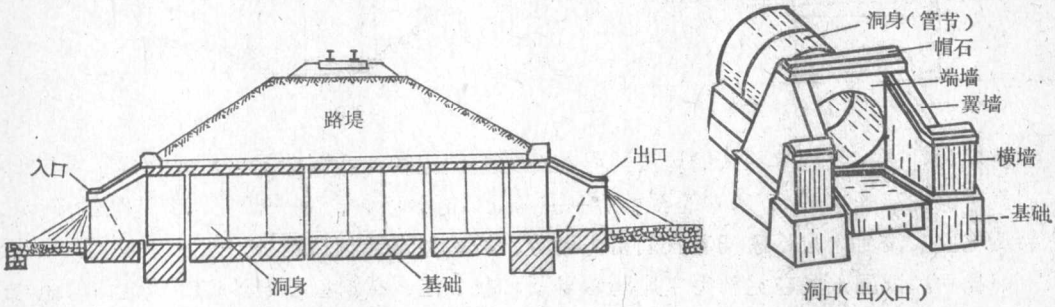 路堤
入口
出口
洞身
基础
洞身(管节)
帽石
端墙
翼墙
横墙
基础
洞口(出入口)